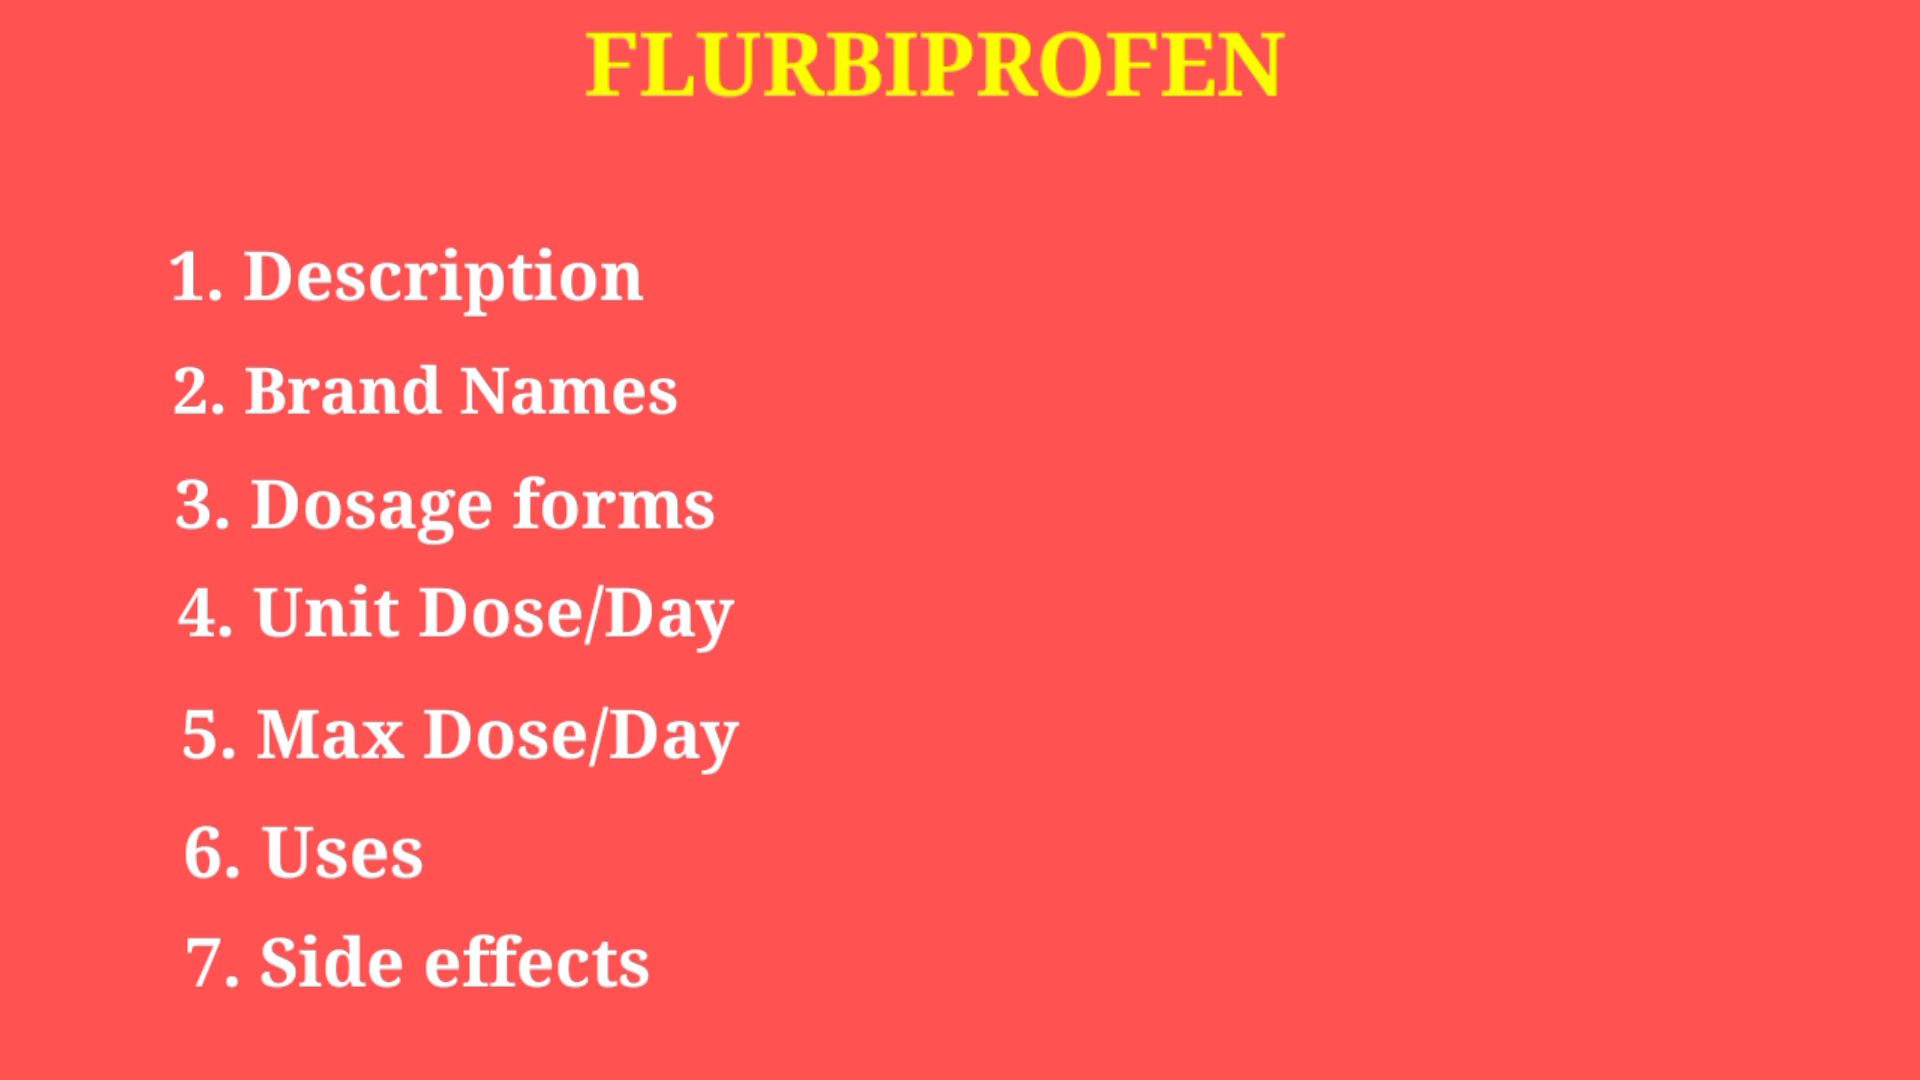 FLURBIPROFEN
1. Description
2. Brand Names
3. Dosage forms
4. Unit Dose/Day
5. Max Dose/Day
6. Uses
7. Side effects